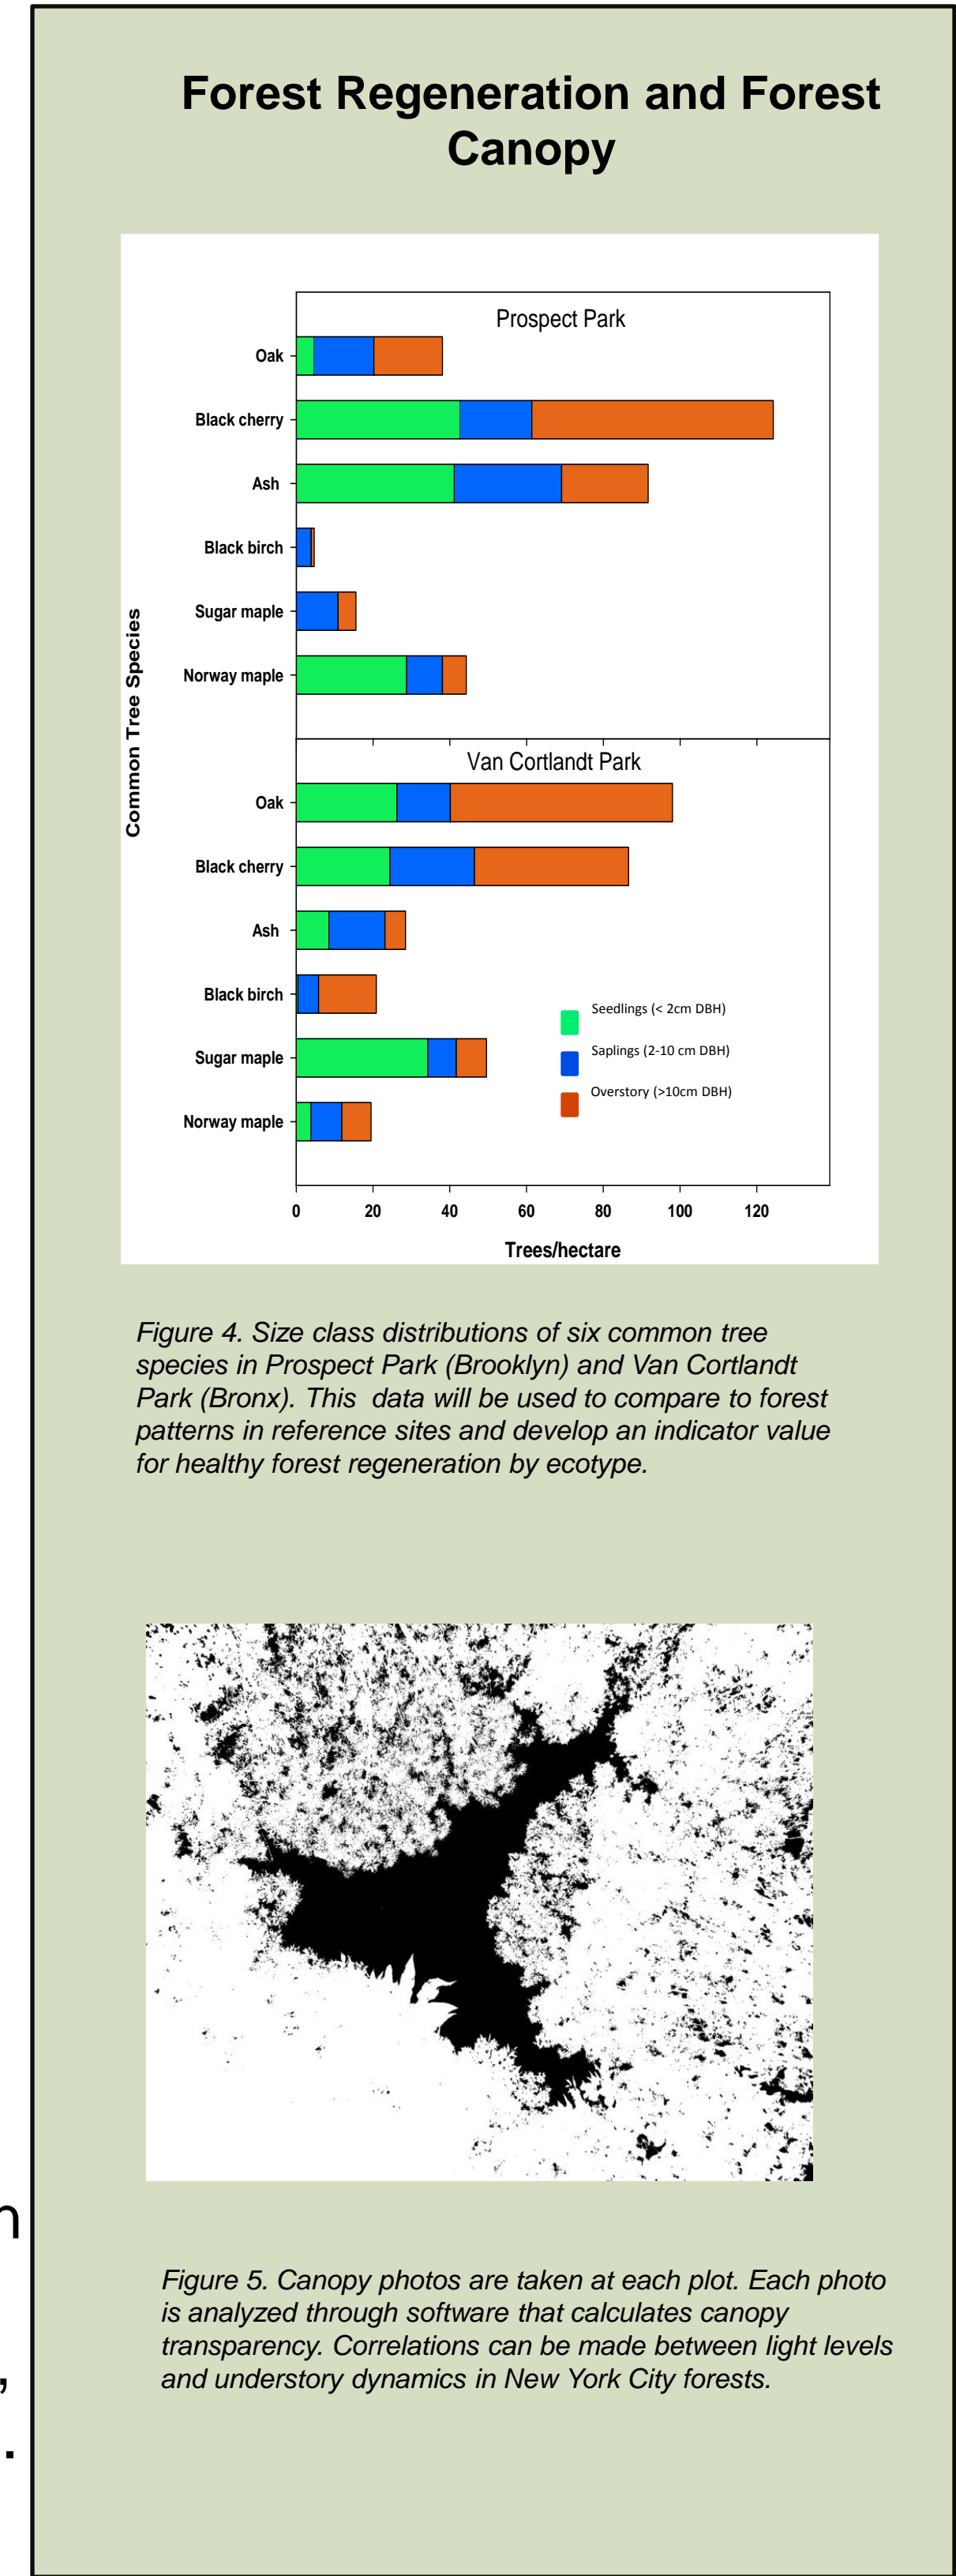 Forest Regeneration and Forest
Canopy
Prospect Park
Oak
Black cherry
Ash
Black birch
Sugar maple
Norway maple
Common Tree Species
Van Cortlandt Park
Oak
Black cherry
Ash
Black birch
Sugar maple
Norway maple
Seedlings (< 2cm DBH)
Saplings (2-10 cm DBH)
Overstory (>10cm DBH)
0 20 40 60 80 100 120
Trees/hectare
Figure 4. Size class distributions of six common tree
species in Prospect Park (Brooklyn) and Van Cortlandt
Park (Bronx). This data will be used to compare to forest
patterns in reference sites and develop an indicator value
for healthy forest regeneration by ecotype.
Figure 5. Canopy photos are taken at each plot. Each photo
is analyzed through software that calculates canopy
transparency. Correlations can be made between light levels
and understory dynamics in New York City forests.